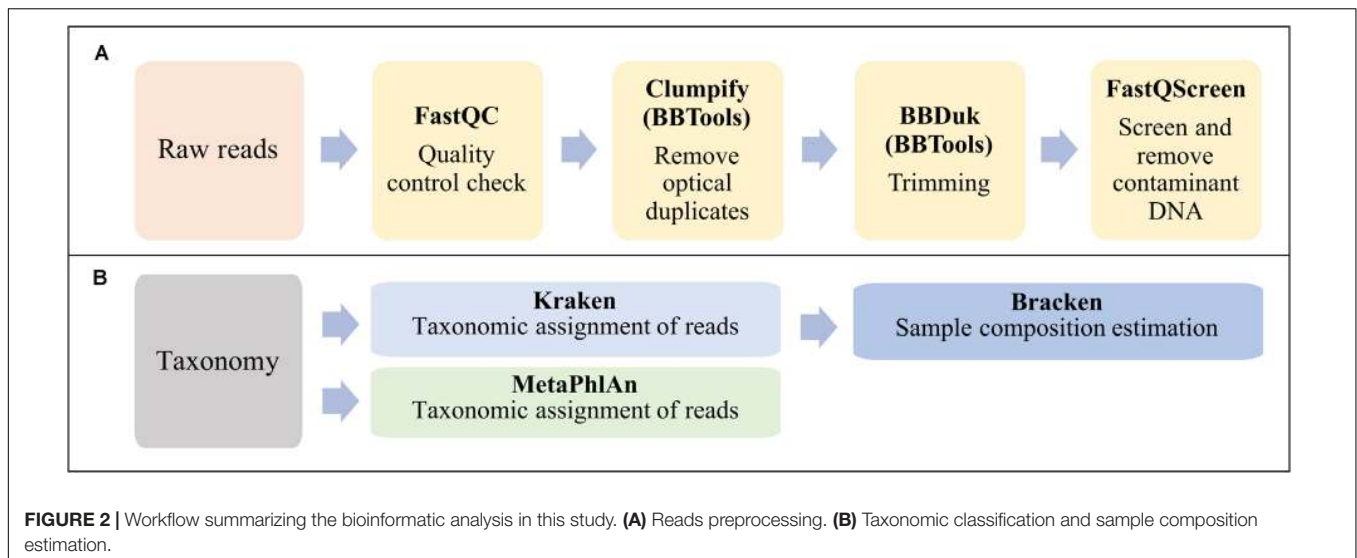 A
Raw reads
FastQC
Quality
control check
Clumpify
(BBTools)
Remove
optical
duplicates
BBDuk
(BBTools)
Trimming
FastQScreen
Screen and
remove
contaminant
DNA
B
Taxonomy
Kraken
Taxonomic assignment of reads
Bracken
Sample composition estimation
MetaPhlAn
Taxonomic assignment of reads
FIGURE 2 | Workflow summarizing the bioinformatic analysis in this study. (A) Reads preprocessing. (B) Taxonomic classification and sample composition
estimation.